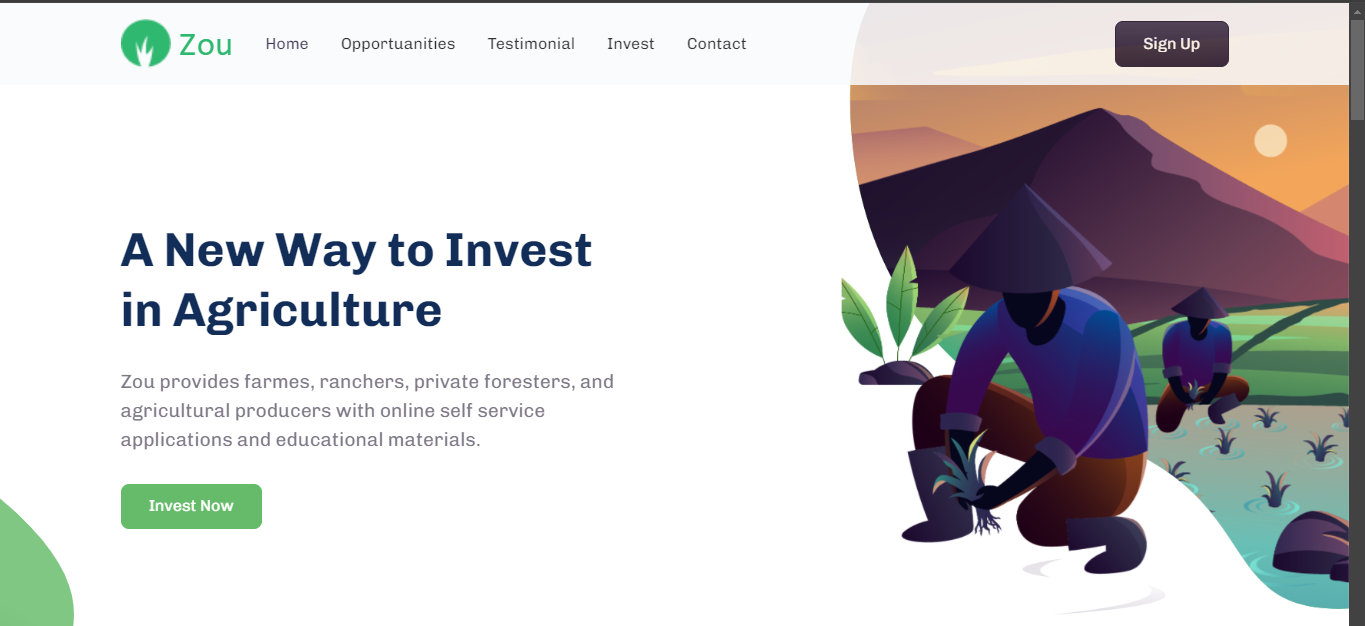 Zou Home Opportuanities Testimonial Invest Contact Sign Up
A New Way to Invest
in Agriculture
Zou provides farmes, ranchers, private foresters, and
agricultural producers with online self service
applications and educational materials.
Invest Now